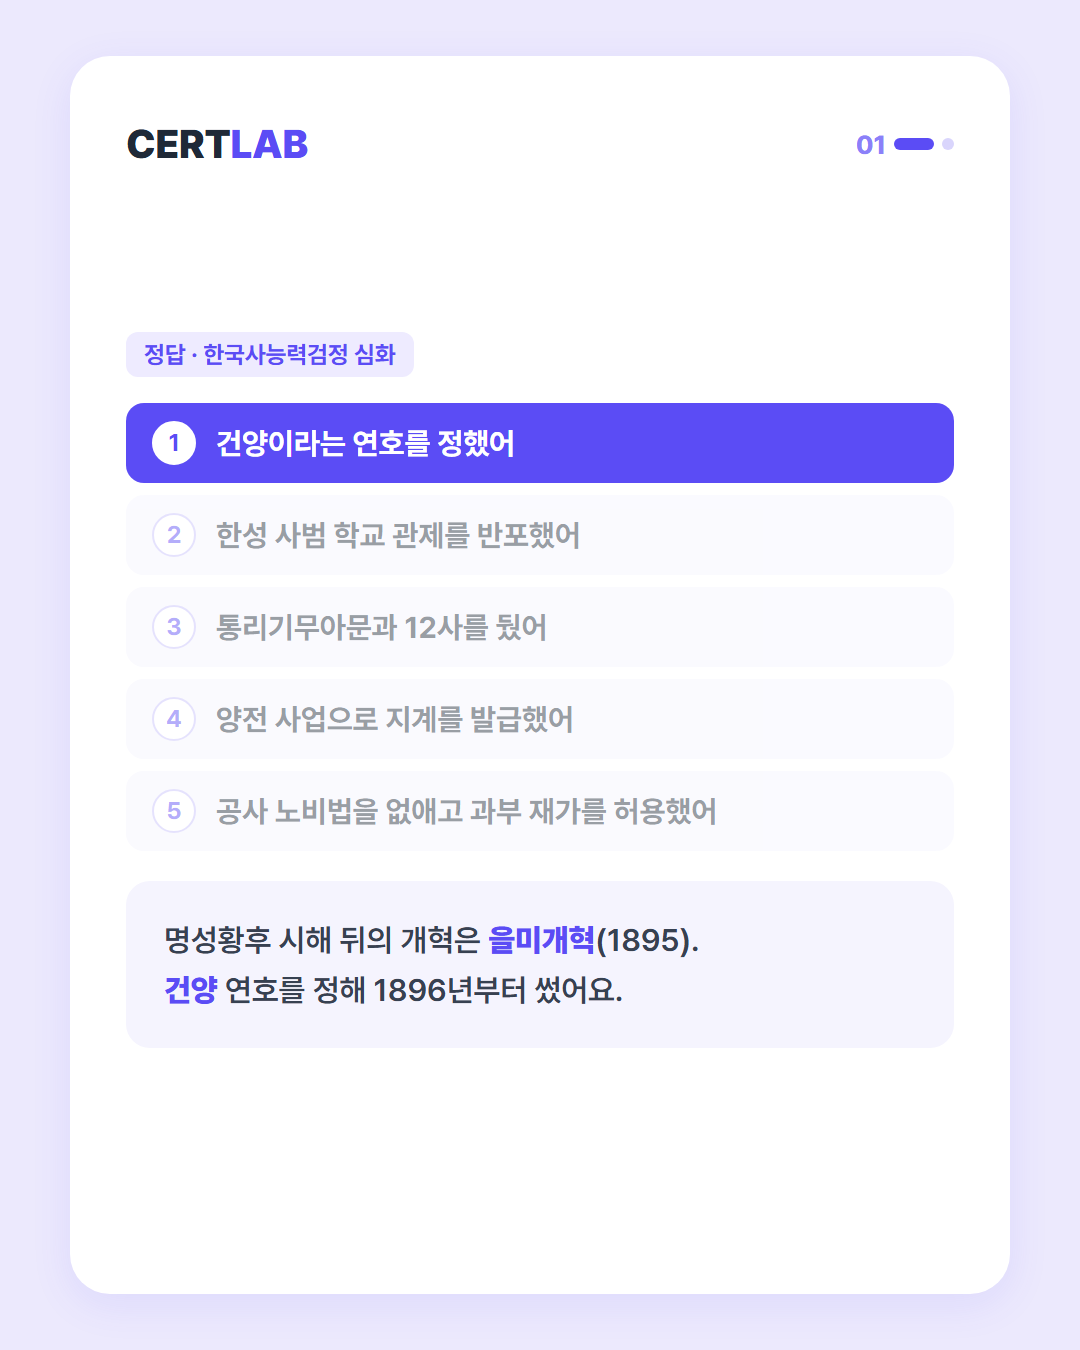 CERTLAB
01
정답 · 한국사능력검정 심화
1 건양이라는 연호를 정했어
2 한성 사범 학교 관제를 반포했어
3 통리기무아문과 12사를 뒀어
4 양전 사업으로 지계를 발급했어
5 공사 노비법을 없애고 과부 재가를 허용했어
명성황후 시해 뒤의 개혁은 을미개혁(1895).
건양 연호를 정해 1896년부터 썼어요.